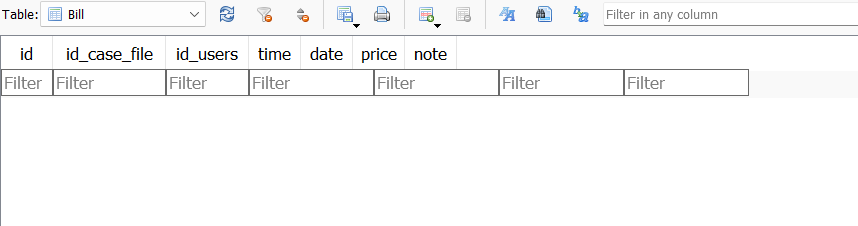 Table: Bill Filter in any column
id id_case_file id_users time date price note
Filter Filter Filter Filter Filter Filter Filter